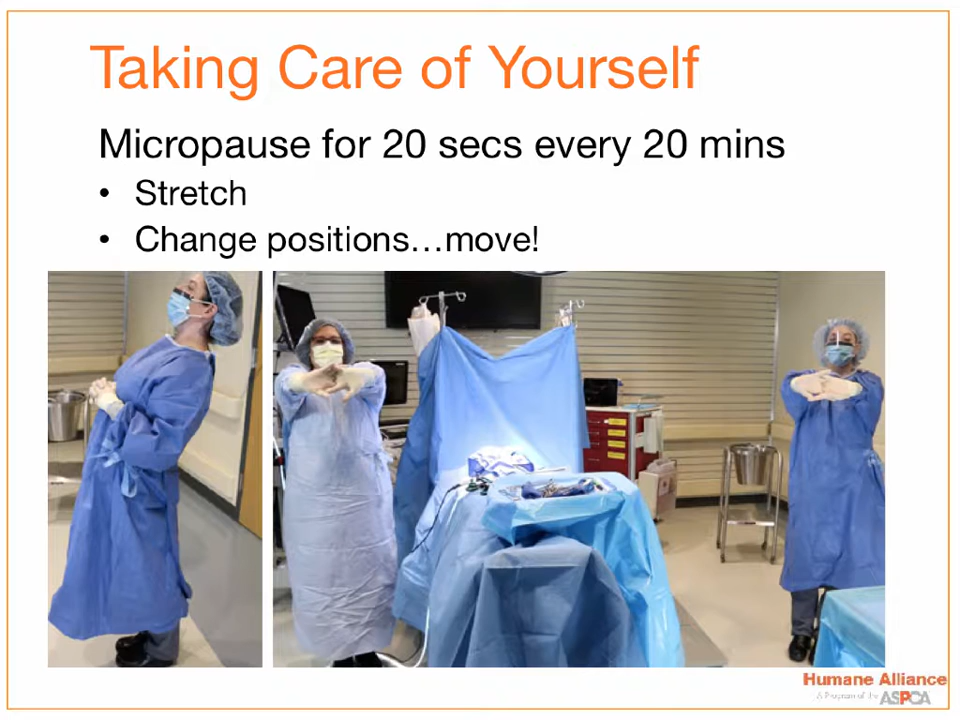 Taking Care of Yourself
Micropause for 20 secs every 20 mins
• Stretch
• Change positions…move!
Humane Alliance
A Program of the ASPCA